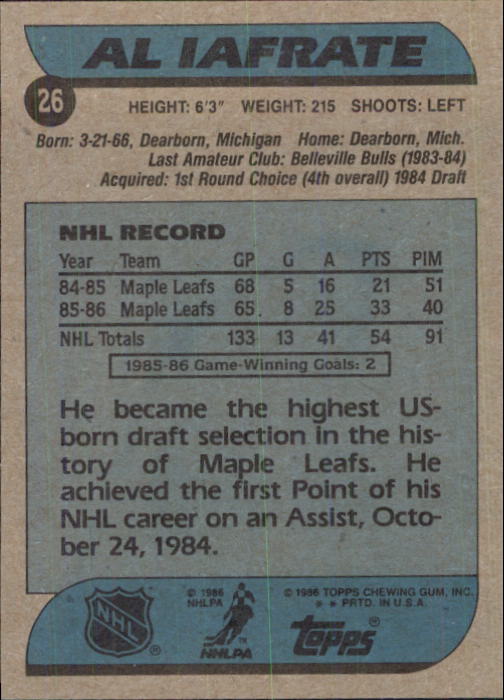 AL IAFRATE
26
HEIGHT: 6'3" WEIGHT: 215 SHOOTS: LEFT
Born: 3-21-66, Dearborn, Michigan Home: Dearborn, Mich.
Last Amateur Club: Belleville Bulls (1983-84)
Acquired: 1st Round Choice (4th overall) 1984 Draft
NHL RECORD
Year Team GP G A PTS PIM
84-85 Maple Leafs 68 5 16 21 51
85-86 Maple Leafs 65 8 25 33 40
NHL Totals 133 13 41 54 91
1985-86 Game-Winning Goals: 2
He became the highest US-
born draft selection in the his-
tory of Maple Leafs. He
achieved the first Point of his
NHL career on an Assist, Octo-
ber 24, 1984.
NHL ®
© 1986
NHLPA
TM
NHLPA
© 1986 TOPPS CHEWING GUM, INC.
* * PRTD. IN U.S.A.
topps ®